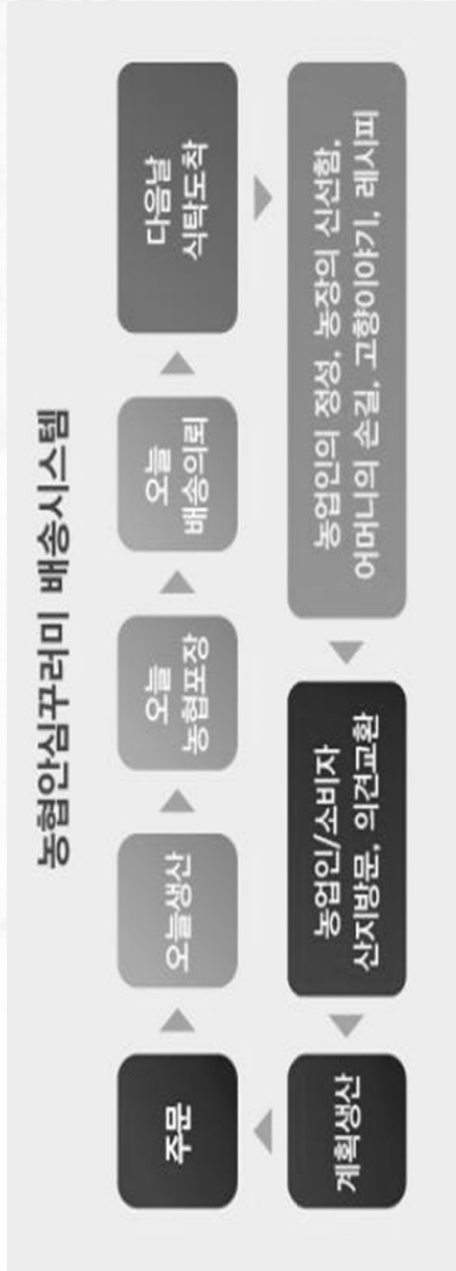 농협안심꾸러미 배송시스템
주문
오늘생산
오늘
농협포장
오늘
배송의뢰
다음날
식탁도착
농업인의 정성, 농장의 신선함,
어머니의 손길, 고향이야기, 레시피
농업인/소비자
산지방문, 의견교환
계획생산